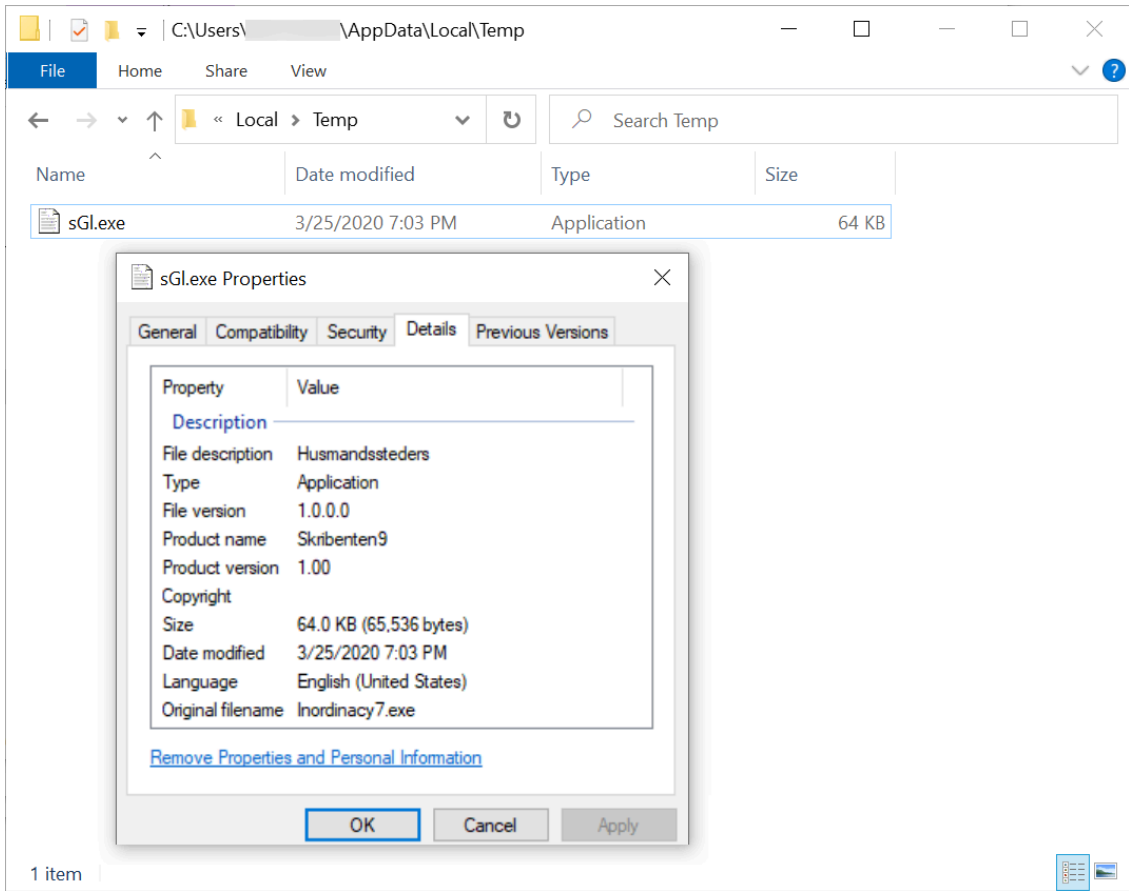 C:\Users\ \AppData\Local\Temp
File Home Share View
« Local > Temp Search Temp
Name Date modified Type Size
sGl.exe 3/25/2020 7:03 PM Application 64 KB
sGl.exe Properties
General Compatibility Security Details Previous Versions
Property Value
Description
File description Husmandssteders
Type Application
File version 1.0.0.0
Product name Skribenten9
Product version 1.00
Copyright
Size 64.0 KB (65,536 bytes)
Date modified 3/25/2020 7:03 PM
Language English (United States)
Original filename Inordinacy7.exe
Remove Properties and Personal Information
OK Cancel Apply
1 item